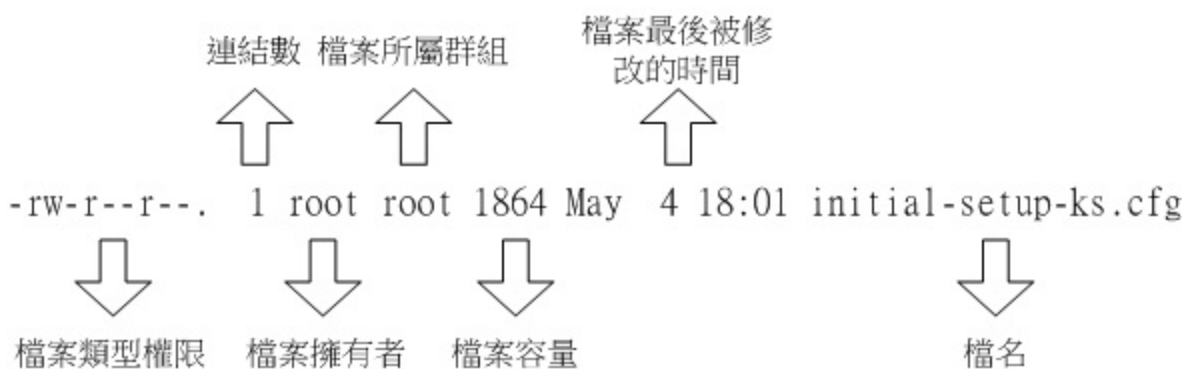 連結數 檔案所屬群組
檔案最後被修
改的時間
-rw-r--r--. 1 root root 1864 May 4 18:01 initial-setup-ks.cfg
檔案類型權限 檔案擁有者 檔案容量 檔名